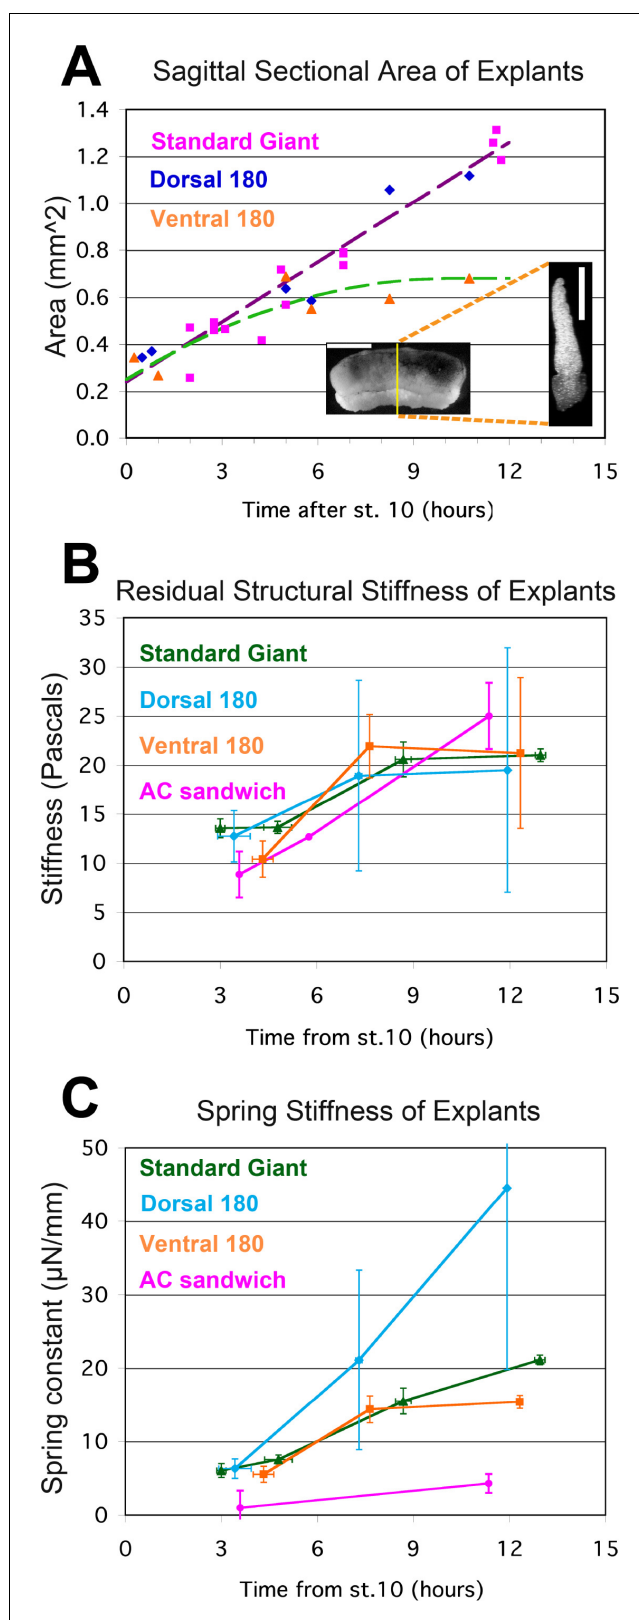 A
Sagittal Sectional Area of Explants
1.4
1.2
1.0
0.8
0.6
0.4
0.2
0.0
Area (mm^2)
Standard Giant
Dorsal 180
Ventral 180
0 3 6 9 12 15
Time after st. 10 (hours)
B
Residual Structural Stiffness of Explants
35
30
25
20
15
10
5
0
Stiffness (Pascals)
Standard Giant
Dorsal 180
Ventral 180
AC sandwich
0 3 6 9 12 15
Time from st.10 (hours)
C
Spring Stiffness of Explants
50
40
30
20
10
0
Spring constant (µN/mm)
Standard Giant
Dorsal 180
Ventral 180
AC sandwich
0 3 6 9 12 15
Time from st.10 (hours)